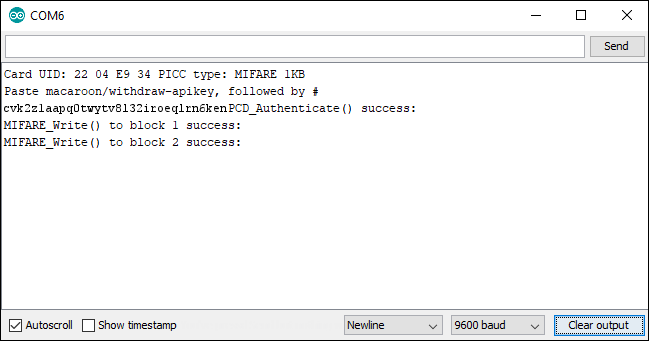 COM6
Send
Card UID: 22 04 E9 34 PICC type: MIFARE 1KB
Paste macaroon/withdraw-apikey, followed by #
cvk2zlaapq0twytv8l32iroeqlrn6kenPCD_Authenticate() success:
MIFARE_Write() to block 1 success:
MIFARE_Write() to block 2 success:
Autoscroll Show timestamp Newline 9600 baud Clear output